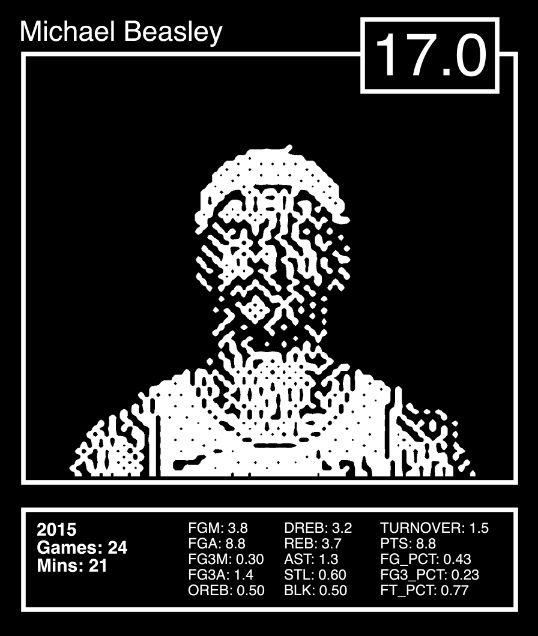 Michael Beasley
17.0
2015
Games: 24
Mins: 21
FGM: 3.8
FGA: 8.8
FG3M: 0.30
FG3A: 1.4
OREB: 0.50
DREB: 3.2
REB: 3.7
AST: 1.3
STL: 0.60
BLK: 0.50
TURNOVER: 1.5
PTS: 8.8
FG_PCT: 0.43
FG3_PCT: 0.23
FT_PCT: 0.77